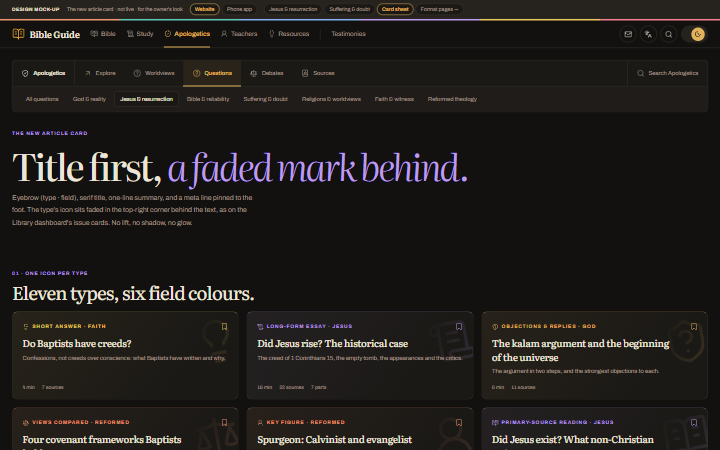 DESIGN MOCK-UP The new article card · not live · for the owner's look Website Phone app Jesus & resurrection Suffering & doubt Card sheet Format pages →
Bible Guide Bible Study Apologetics Teachers Resources Testimonies
Apologetics Explore Worldviews Questions Debates Sources Search Apologetics
All questions God & reality Jesus & resurrection Bible & reliability Suffering & doubt Religions & worldviews Faith & witness Reformed theology
THE NEW ARTICLE CARD
Title first, a faded mark behind.
Eyebrow (type · field), serif title, one-line summary, and a meta line pinned to the
foot. The type's icon sits faded in the top-right corner behind the text, as on the
Library dashboard's issue cards. No lift, no shadow, no glow.
01 · ONE ICON PER TYPE
Eleven types, six field colours.
SHORT ANSWER · FAITH
Do Baptists have creeds?
Confessions, not creeds over conscience: what Baptists have written and why.
4 min 7 sources
LONG-FORM ESSAY · JESUS
Did Jesus rise? The historical case
The creed of 1 Corinthians 15, the empty tomb, the appearances and the critics.
16 min 22 sources 7 parts
OBJECTIONS & REPLIES · GOD
The kalam argument and the beginning
of the universe
The argument in two steps, and the strongest objections to each.
6 min 11 sources
VIEWS COMPARED · REFORMED
Four covenant frameworks Baptists
KEY FIGURE · REFORMED
Spurgeon: Calvinist and evangelist
PRIMARY-SOURCE READING · JESUS
Did Jesus exist? What non-Christian